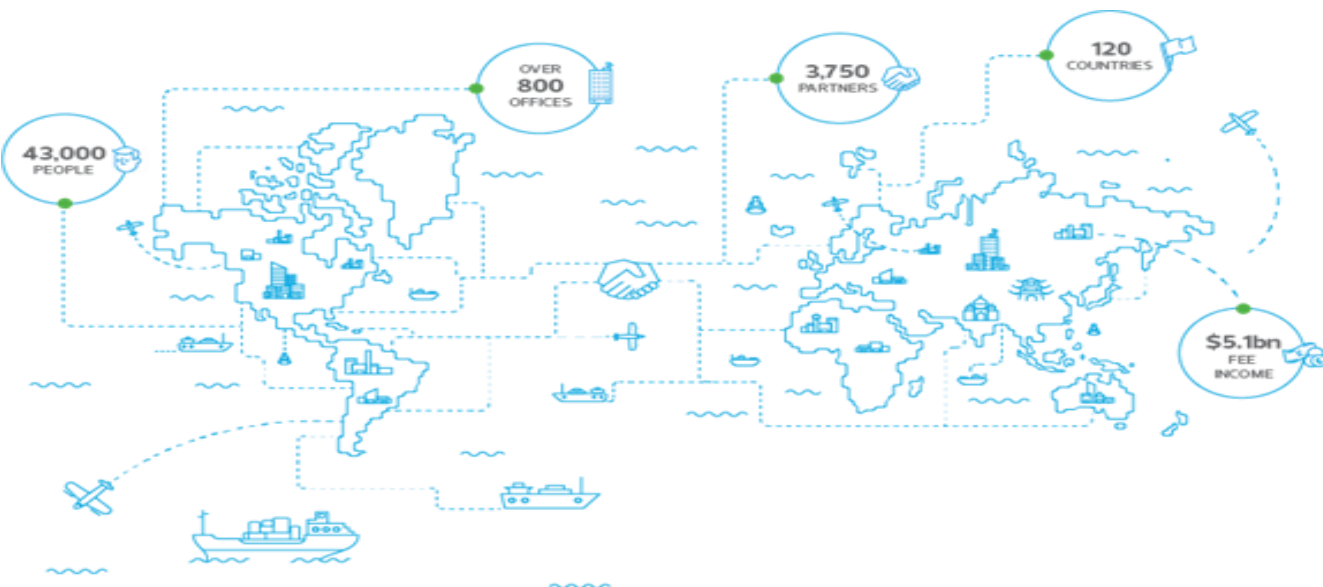 43,000
PEOPLE
OVER
800
OFFICES
3,750
PARTNERS
120
COUNTRIES
$5.1bn
FEE
INCOME